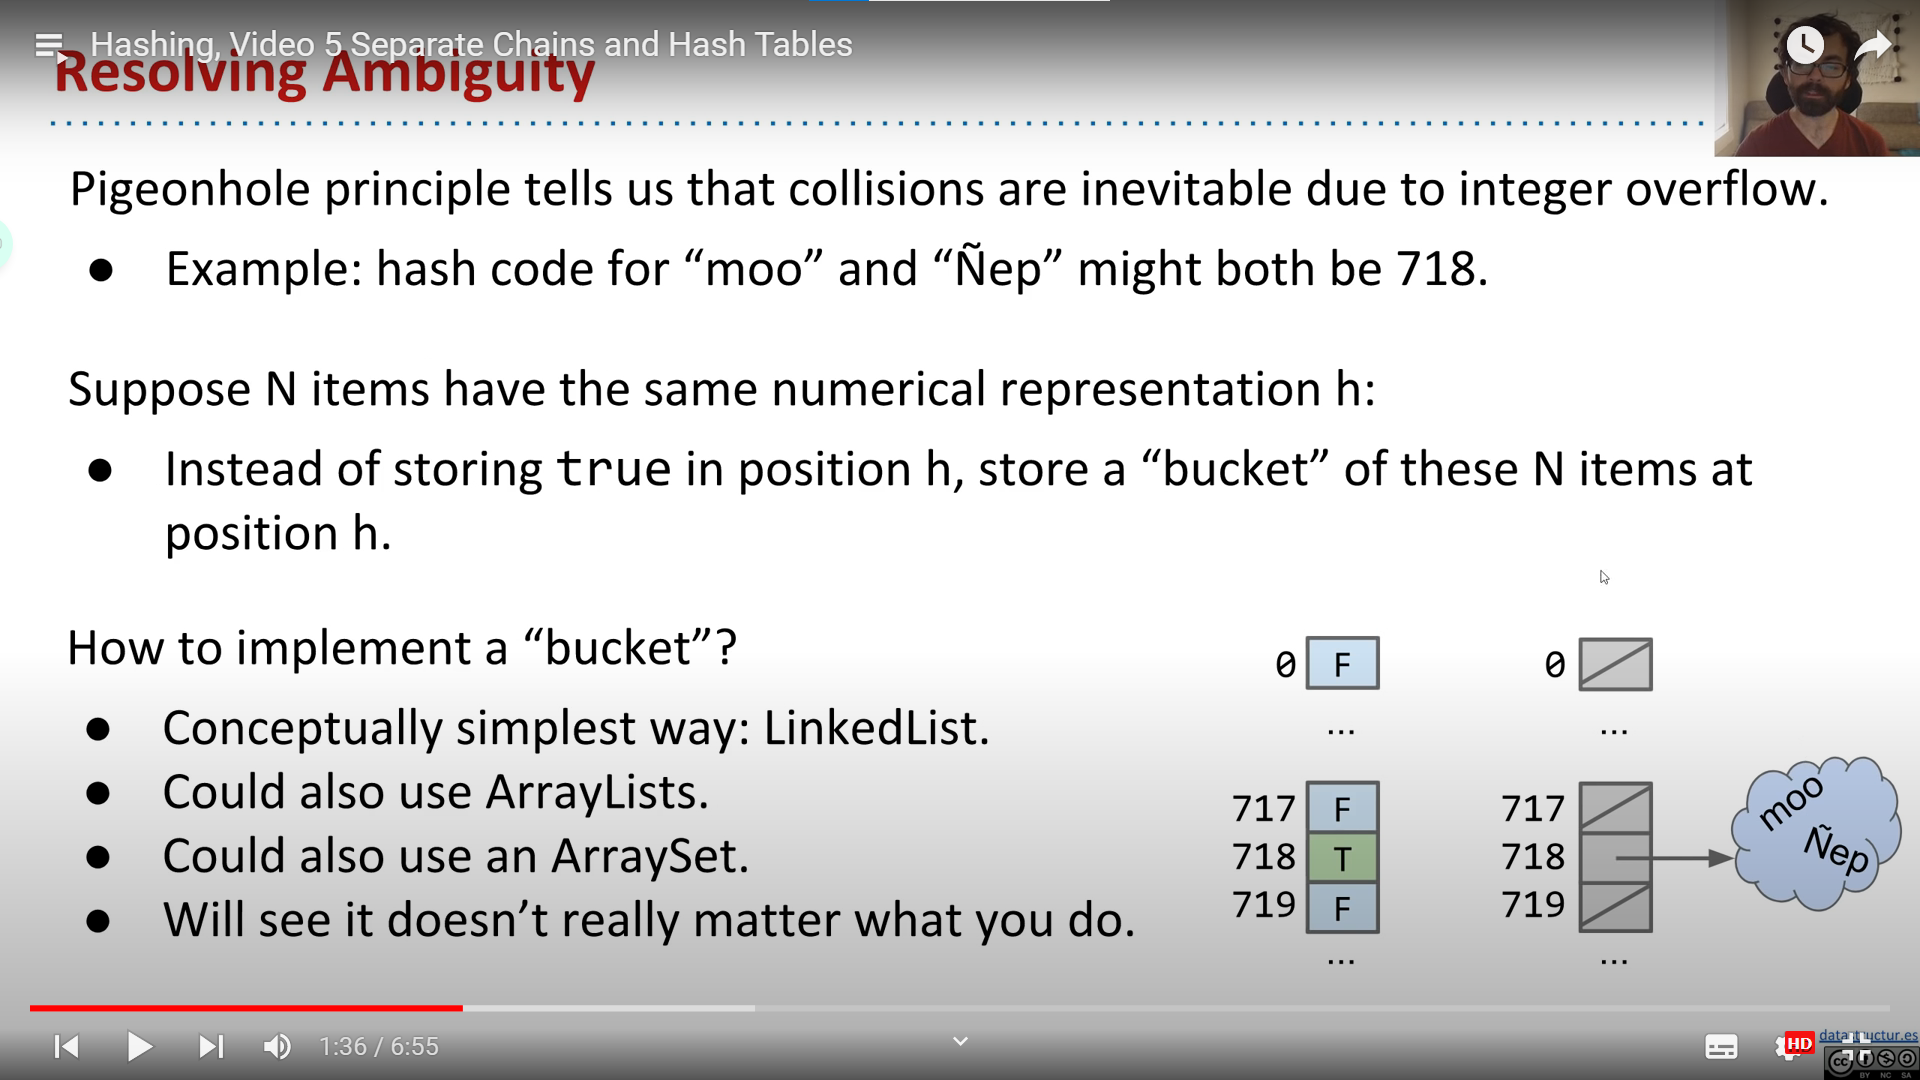 Hashing, Video 5 Separate Chains and Hash Tables
Resolving Ambiguity
Pigeonhole principle tells us that collisions are inevitable due to integer overflow.
● Example: hash code for “moo” and “Ñep” might both be 718.
Suppose N items have the same numerical representation h:
● Instead of storing true in position h, store a “bucket” of these N items at
position h.
How to implement a “bucket”?
● Conceptually simplest way: LinkedList.
● Could also use ArrayLists.
● Could also use an ArraySet.
● Will see it doesn’t really matter what you do.
0 F
...
717 F
718 T
719 F
...
0
...
717
718
719
...
moo
Ñep
1:36 / 6:55
HD
datastructur.es
cc
BY NC SA